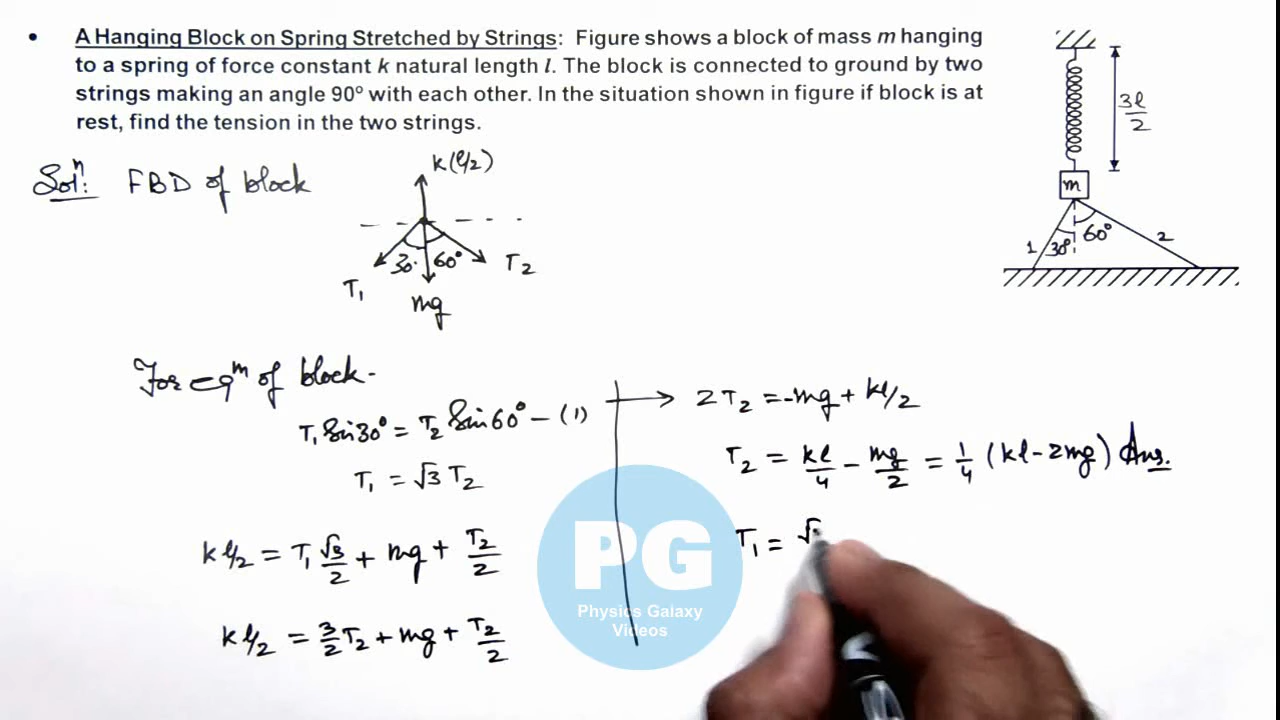 • A Hanging Block on Spring Stretched by Strings: Figure shows a block of mass m hanging
to a spring of force constant k natural length l. The block is connected to ground by two
strings making an angle 90º with each other. In the situation shown in figure if block is at
rest, find the tension in the two strings.
3l/2
m
30°
60°
1
2
Solⁿ: FBD of block
k(l/2)
30°
60°
T₁
T₂
mg
For eqᵐ of block-
T₁ Sin30° = T₂ Sin60° – (1)
T₁ = √3 T₂
kl/2 = T₁ √3/2 + mg + T₂/2
kl/2 = 3/2 T₂ + mg + T₂/2
2T₂ = -mg + kl/2
T₂ = kl/4 - mg/2 = 1/4 (kl - 2mg) Ans.
T₁ = √3
PG
Physics Galaxy
Videos